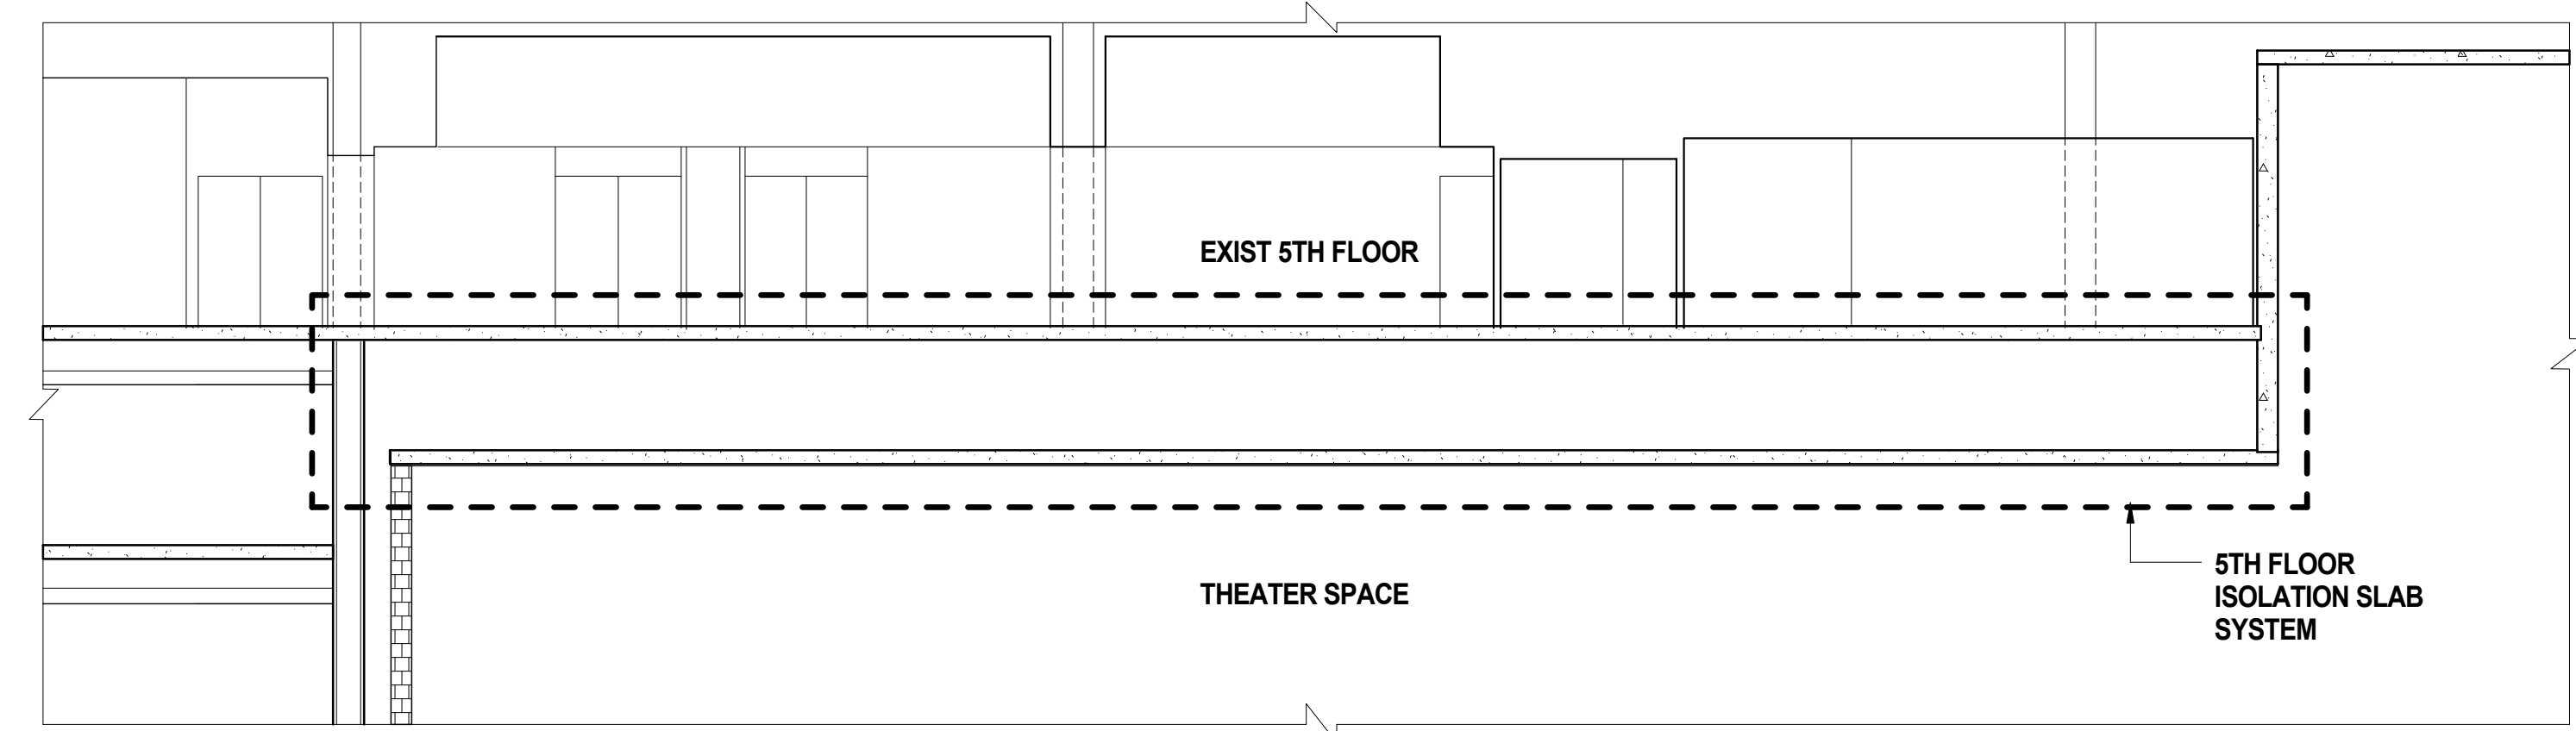 EXIST 5TH FLOOR
THEATER SPACE
5TH FLOOR
ISOLATION SLAB
SYSTEM